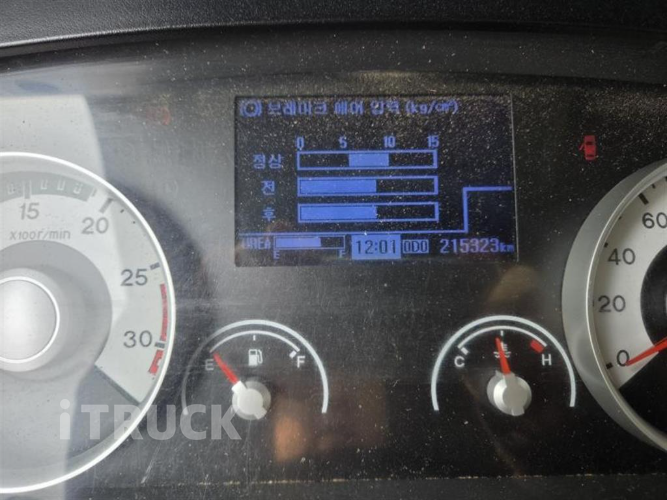 (O) 브레이크 에어 압력 (kg/㎠)
0 5 10 15
정상
전
후
UREA E F 12:01 ODO 215323km
15 20 25 30
X100r/min
E F
C H
0 20 40 60
iTRUCK